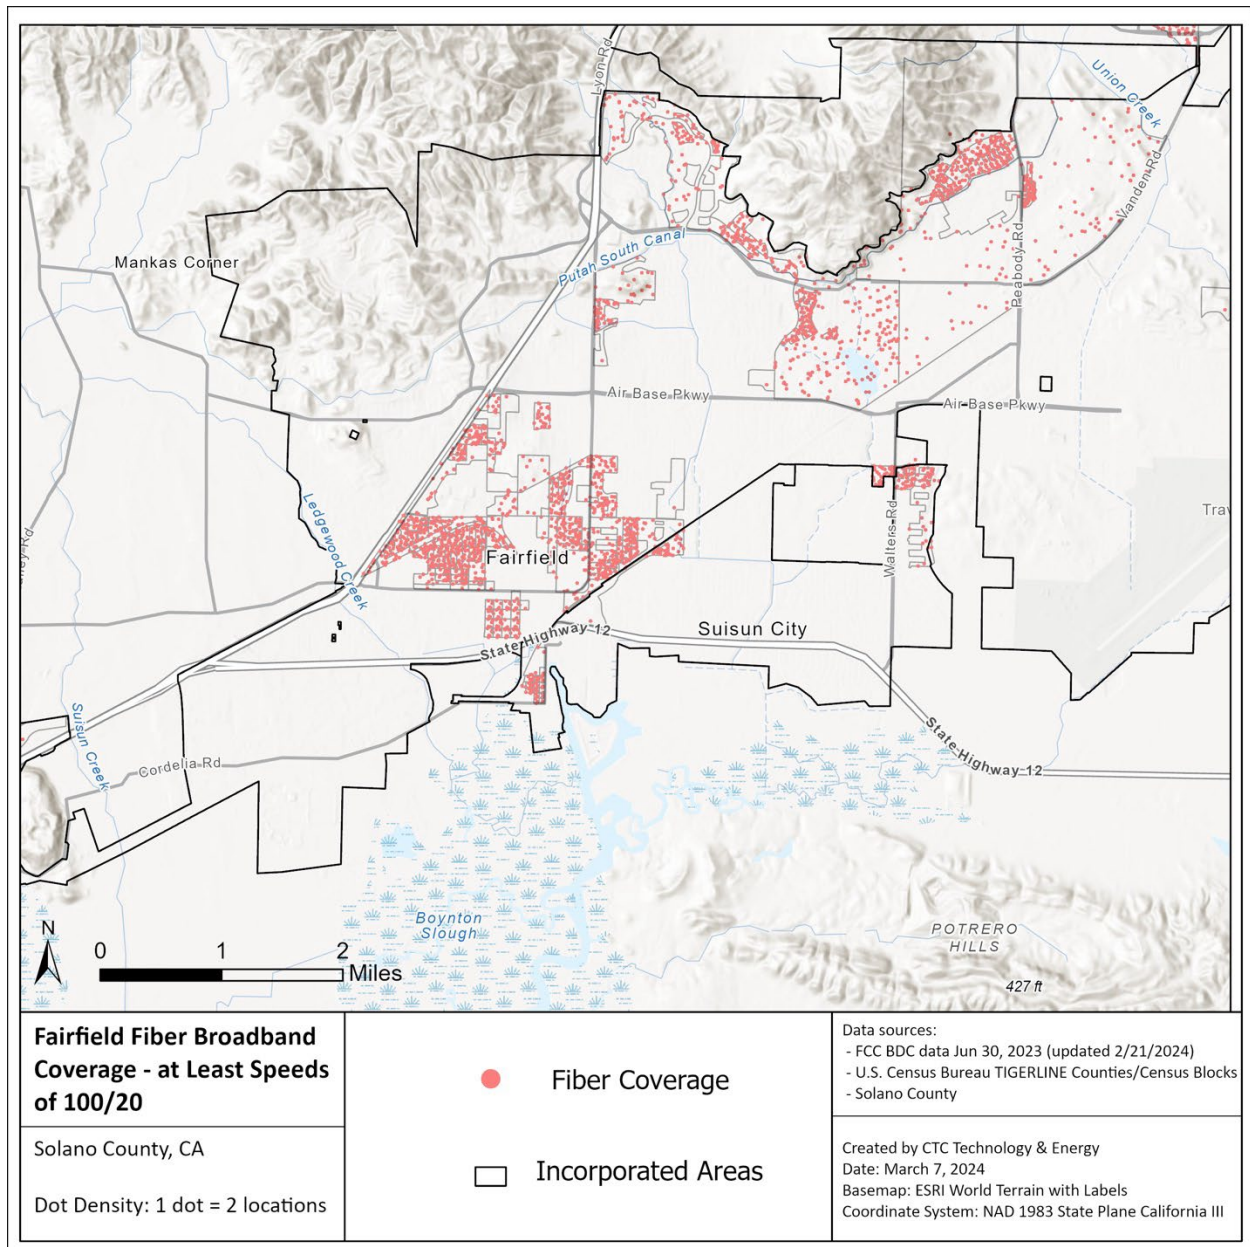 Lyon Rd
Union Creek
Vanden Rd
Putah South Canal
Mankas Corner
Peabody Rd
Air Base Pkwy
Air Base Pkwy
Ledgewood Creek
Walters Rd
Trav
ey Rd
Fairfield
Suisun City
State Highway 12
Suisun Creek
Cordelia Rd
State Highway 12
Boynton
Slough
POTRERO
HILLS
427 ft
N
0 1 2
Miles
Fairfield Fiber Broadband
Coverage - at Least Speeds
of 100/20
Solano County, CA
Dot Density: 1 dot = 2 locations
Fiber Coverage
Incorporated Areas
Data sources:
- FCC BDC data Jun 30, 2023 (updated 2/21/2024)
- U.S. Census Bureau TIGERLINE Counties/Census Blocks
- Solano County
Created by CTC Technology & Energy
Date: March 7, 2024
Basemap: ESRI World Terrain with Labels
Coordinate System: NAD 1983 State Plane California III